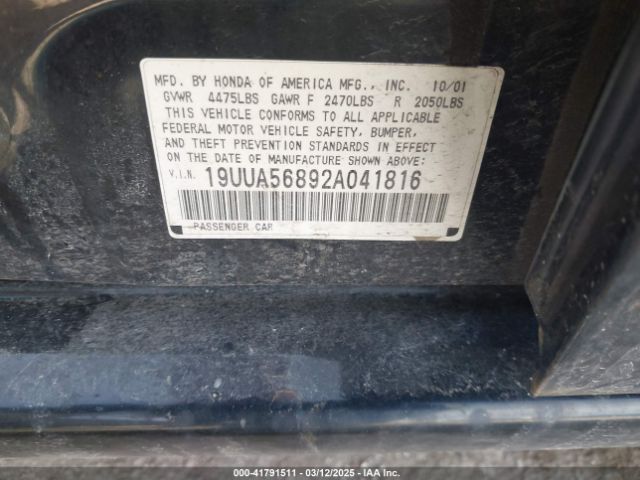 MFD. BY HONDA OF AMERICA MFG., INC. 10/01
GVWR 4475LBS GAWR F 2470LBS R 2050LBS
THIS VEHICLE CONFORMS TO ALL APPLICABLE
FEDERAL MOTOR VEHICLE SAFETY, BUMPER,
AND THEFT PREVENTION STANDARDS IN EFFECT
ON THE DATE OF MANUFACTURE SHOWN ABOVE:
V.I.N. 19UUA56892A041816
PASSENGER CAR
000-41791511 | 03/12/2025 | IAAI.COM